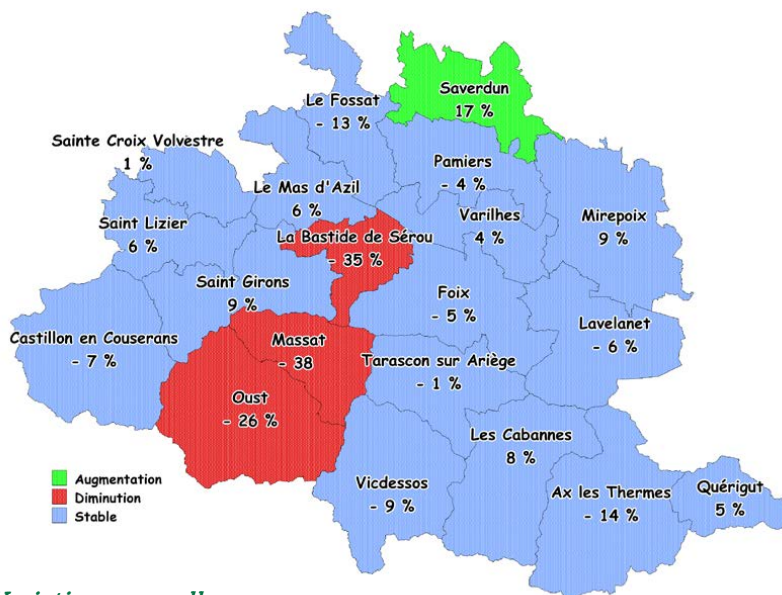 Saverdun
17 %
Le Fossat
- 13 %
Sainte Croix Volvestre
1 %
Pamiers
- 4 %
Le Mas d'Azil
6 %
Varilhes
4 %
Mirepoix
9 %
Saint Lizier
6 %
La Bastide de Sérou
- 35 %
Saint Girons
9 %
Foix
- 5 %
Castillon en Couserans
- 7 %
Massat
- 38
Lavelanet
- 6 %
Tarascon sur Ariège
- 1 %
Oust
- 26 %
Les Cabannes
8 %
Vicdessos
- 9 %
Ax les Thermes
- 14 %
Quérigut
5 %
Augmentation
Diminution
Stable